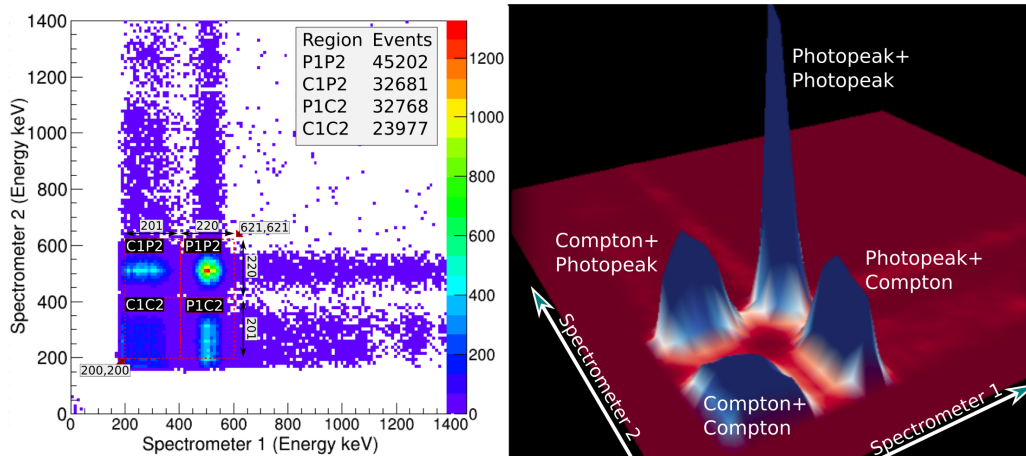 1400
1200
1000
800
600
400
200
0
Spectrometer 2 (Energy keV)
Region Events
P1P2 45202
C1P2 32681
P1C2 32768
C1C2 23977
201
220
621,621
C1P2
P1P2
220
C1C2
P1C2
201
200,200
0
200
400
600
800
1000
1200
1400
Spectrometer 1 (Energy keV)
1200
1000
800
600
400
200
0
Photopeak+
Photopeak
Compton+
Photopeak
Photopeak+
Compton
Compton+
Compton
Spectrometer 2
Spectrometer 1